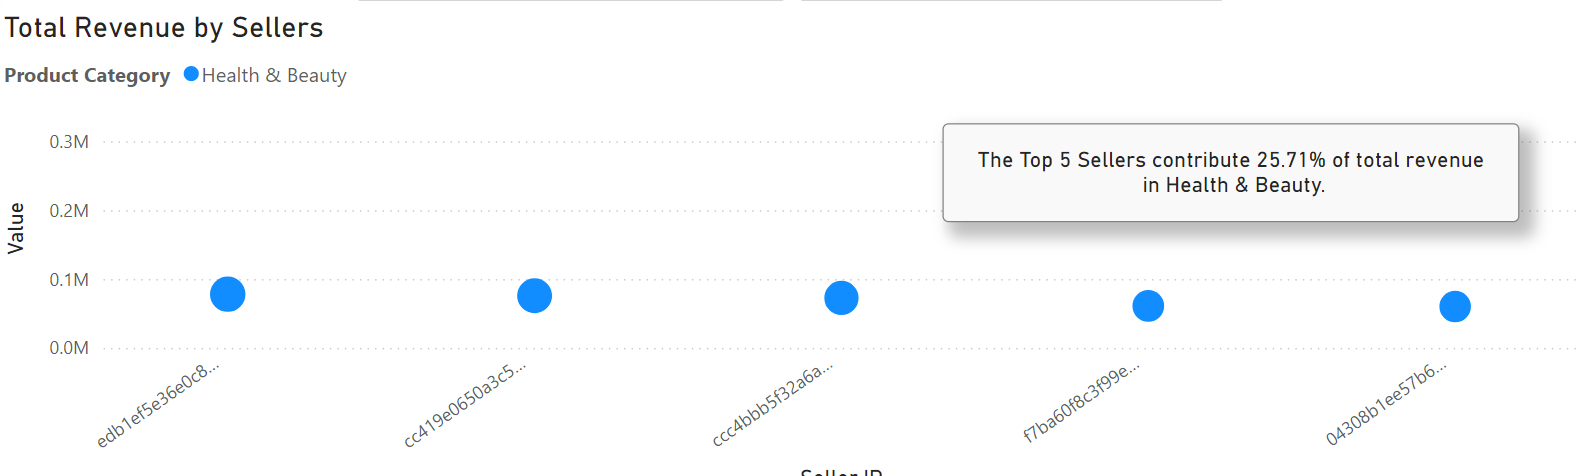 Total Revenue by Sellers
Product Category Health & Beauty
0.3M
The Top 5 Sellers contribute 25.71% of total revenue
in Health & Beauty.
0.2M
Value
0.1M
0.0M
edb1ef5e36e0c8...
cc419e0650a3c5...
ccc4bbb5f32a6a...
f7ba60f8c3f99e...
04308b1ee57b6...
Seller ID